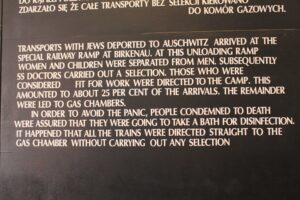 ZDARZAŁO SIĘ ŻE CAŁE TRANSPORTY BEZ SELEKCJI KIEROWANO
DO KOMÓR GAZOWYCH.
TRANSPORTS WITH JEWS DEPORTED TO AUSCHWITZ ARRIVED AT THE
SPECIAL RAILWAY RAMP AT BIRKENAU. AT THIS UNLOADING RAMP
WOMEN AND CHILDREN WERE SEPARATED FROM MEN. SUBSEQUENTLY
SS DOCTORS CARRIED OUT A SELECTION. THOSE WHO WERE
CONSIDERED FIT FOR WORK WERE DIRECTED TO THE CAMP. THIS
AMOUNTED TO ABOUT 25 PER CENT OF THE ARRIVALS. THE REMAINDER
WERE LED TO GAS CHAMBERS.
IN ORDER TO AVOID THE PANIC, PEOPLE CONDEMNED TO DEATH
WERE ASSURED THAT THEY WERE GOING TO TAKE A BATH FOR DISINFECTION.
IT HAPPENED THAT ALL THE TRAINS WERE DIRECTED STRAIGHT TO THE
GAS CHAMBER WITHOUT CARRYING OUT ANY SELECTION